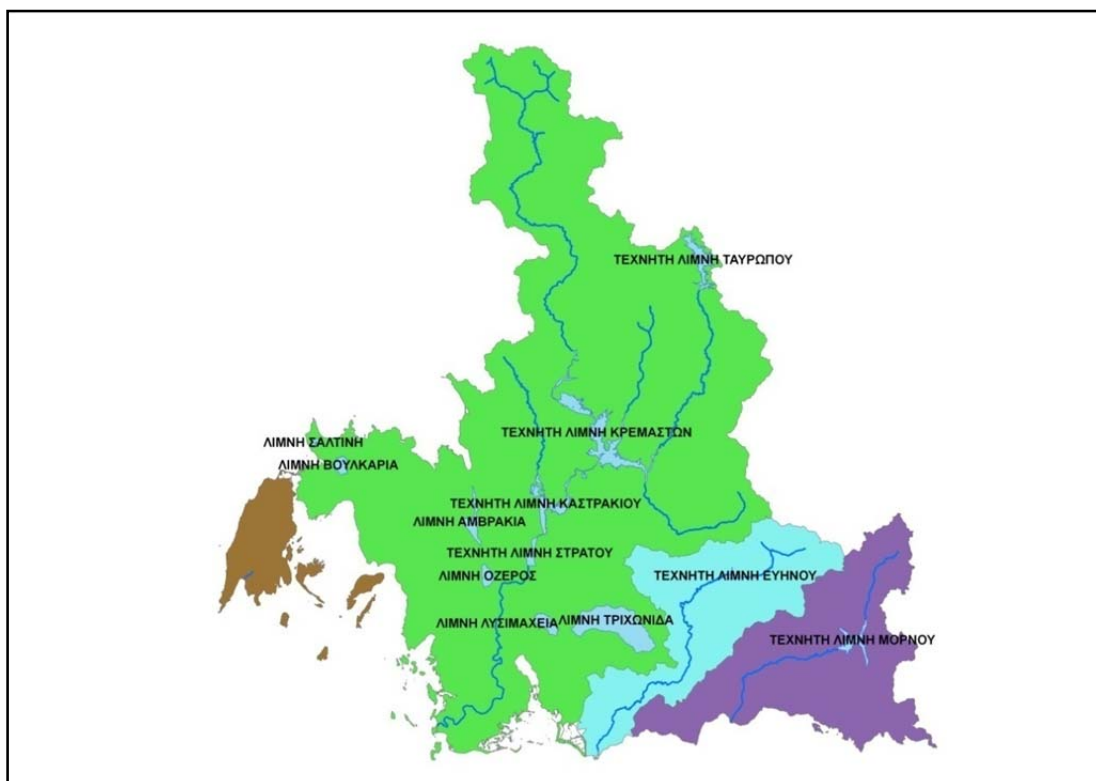 ΤΕΧΝΗΤΗ ΛΙΜΝΗ ΤΑΥΡΩΠΟΥ
ΤΕΧΝΗΤΗ ΛΙΜΝΗ ΚΡΕΜΑΣΤΩΝ
ΛΙΜΝΗ ΣΑΛΤΙΝΗ
ΛΙΜΝΗ ΒΟΥΛΚΑΡΙΑ
ΤΕΧΝΗΤΗ ΛΙΜΝΗ ΚΑΣΤΡΑΚΙΟΥ
ΛΙΜΝΗ ΑΜΒΡΑΚΙΑ
ΤΕΧΝΗΤΗ ΛΙΜΝΗ ΣΤΡΑΤΟΥ
ΛΙΜΝΗ ΟΖΕΡΟΣ
ΤΕΧΝΗΤΗ ΛΙΜΝΗ ΕΥΗΝΟΥ
ΛΙΜΝΗ ΛΥΣΙΜΑΧΕΙΑ
ΛΙΜΝΗ ΤΡΙΧΩΝΙΔΑ
ΤΕΧΝΗΤΗ ΛΙΜΝΗ ΜΟΡΝΟΥ